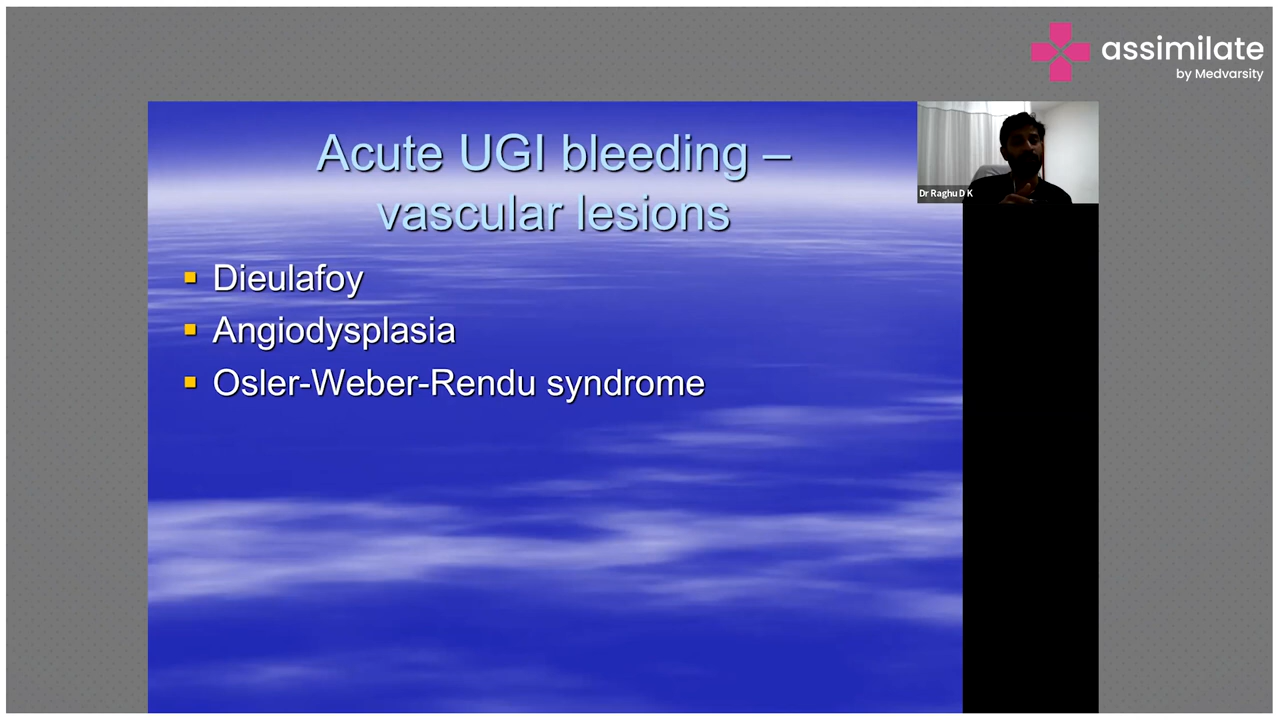 assimilate
by Medvarsity
Acute UGI bleeding –
vascular lesions
Dr Raghu D K
Dieulafoy
Angiodysplasia
Osler-Weber-Rendu syndrome